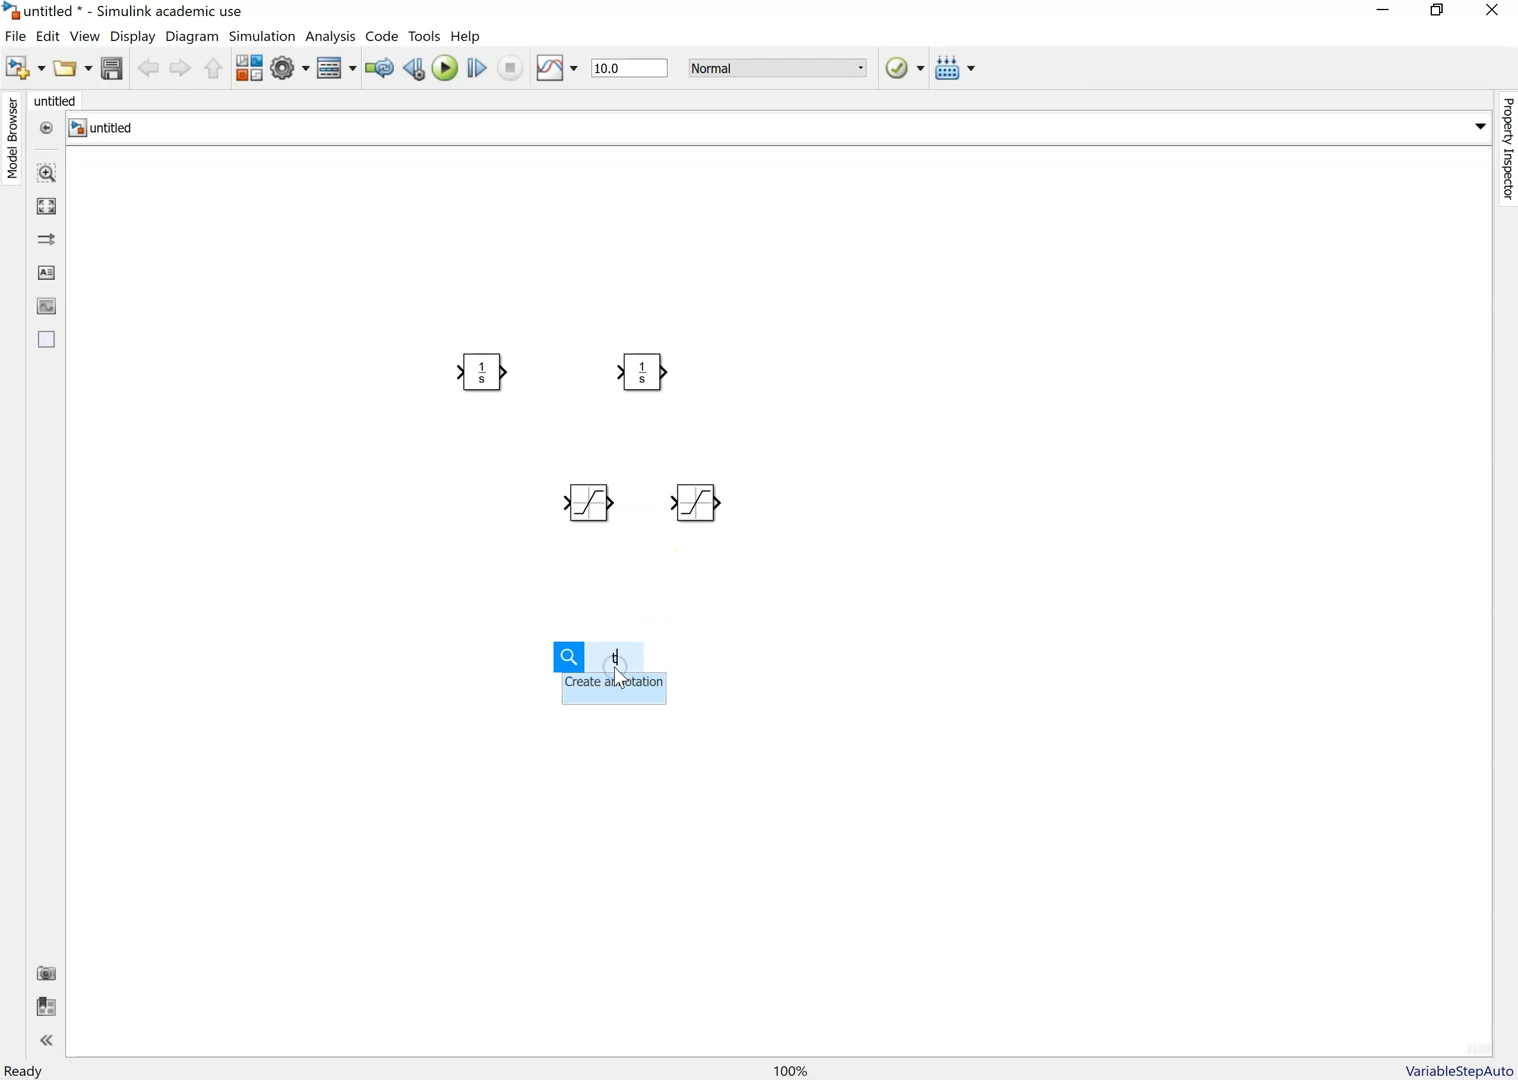 untitled * - Simulink academic use
File Edit View Display Diagram Simulation Analysis Code Tools Help
10.0 Normal
untitled
untitled
Model Browser
Property Inspector
1
s
1
s
t
Create annotation
Ready 100% VariableStepAuto